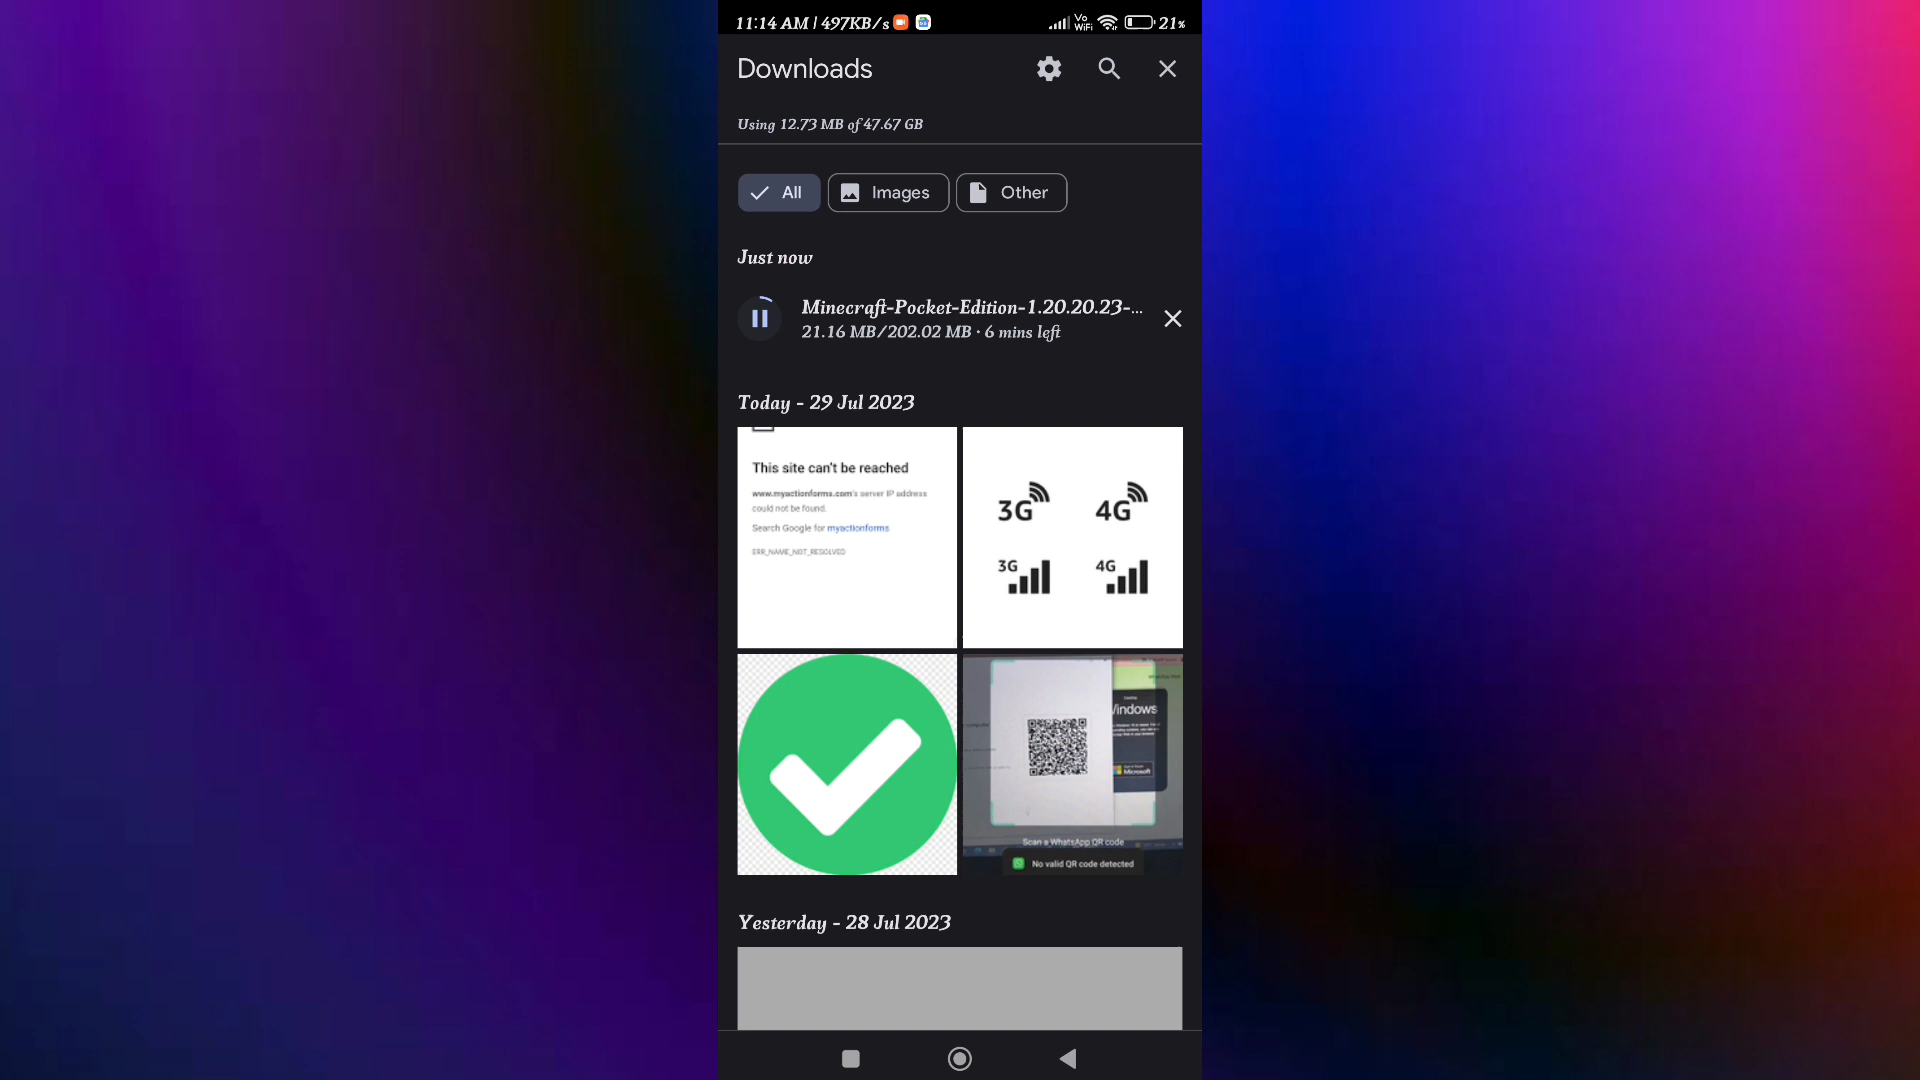 11:14 AM | 497KB/s
Vo
WiFi
21%
Downloads
Using 12.73 MB of 47.67 GB
All
Images
Other
Just now
Minecraft-Pocket-Edition-1.20.20.23-...
21.16 MB/202.02 MB · 6 mins left
Today - 29 Jul 2023
This site can't be reached
www.myactionforms.com's server IP address
could not be found.
Search Google for myactionforms
ERR_NAME_NOT_RESOLVED
3G
4G
3G
4G
indows
Microsoft
Scan a WhatsApp QR code
No valid QR code detected
Yesterday - 28 Jul 2023